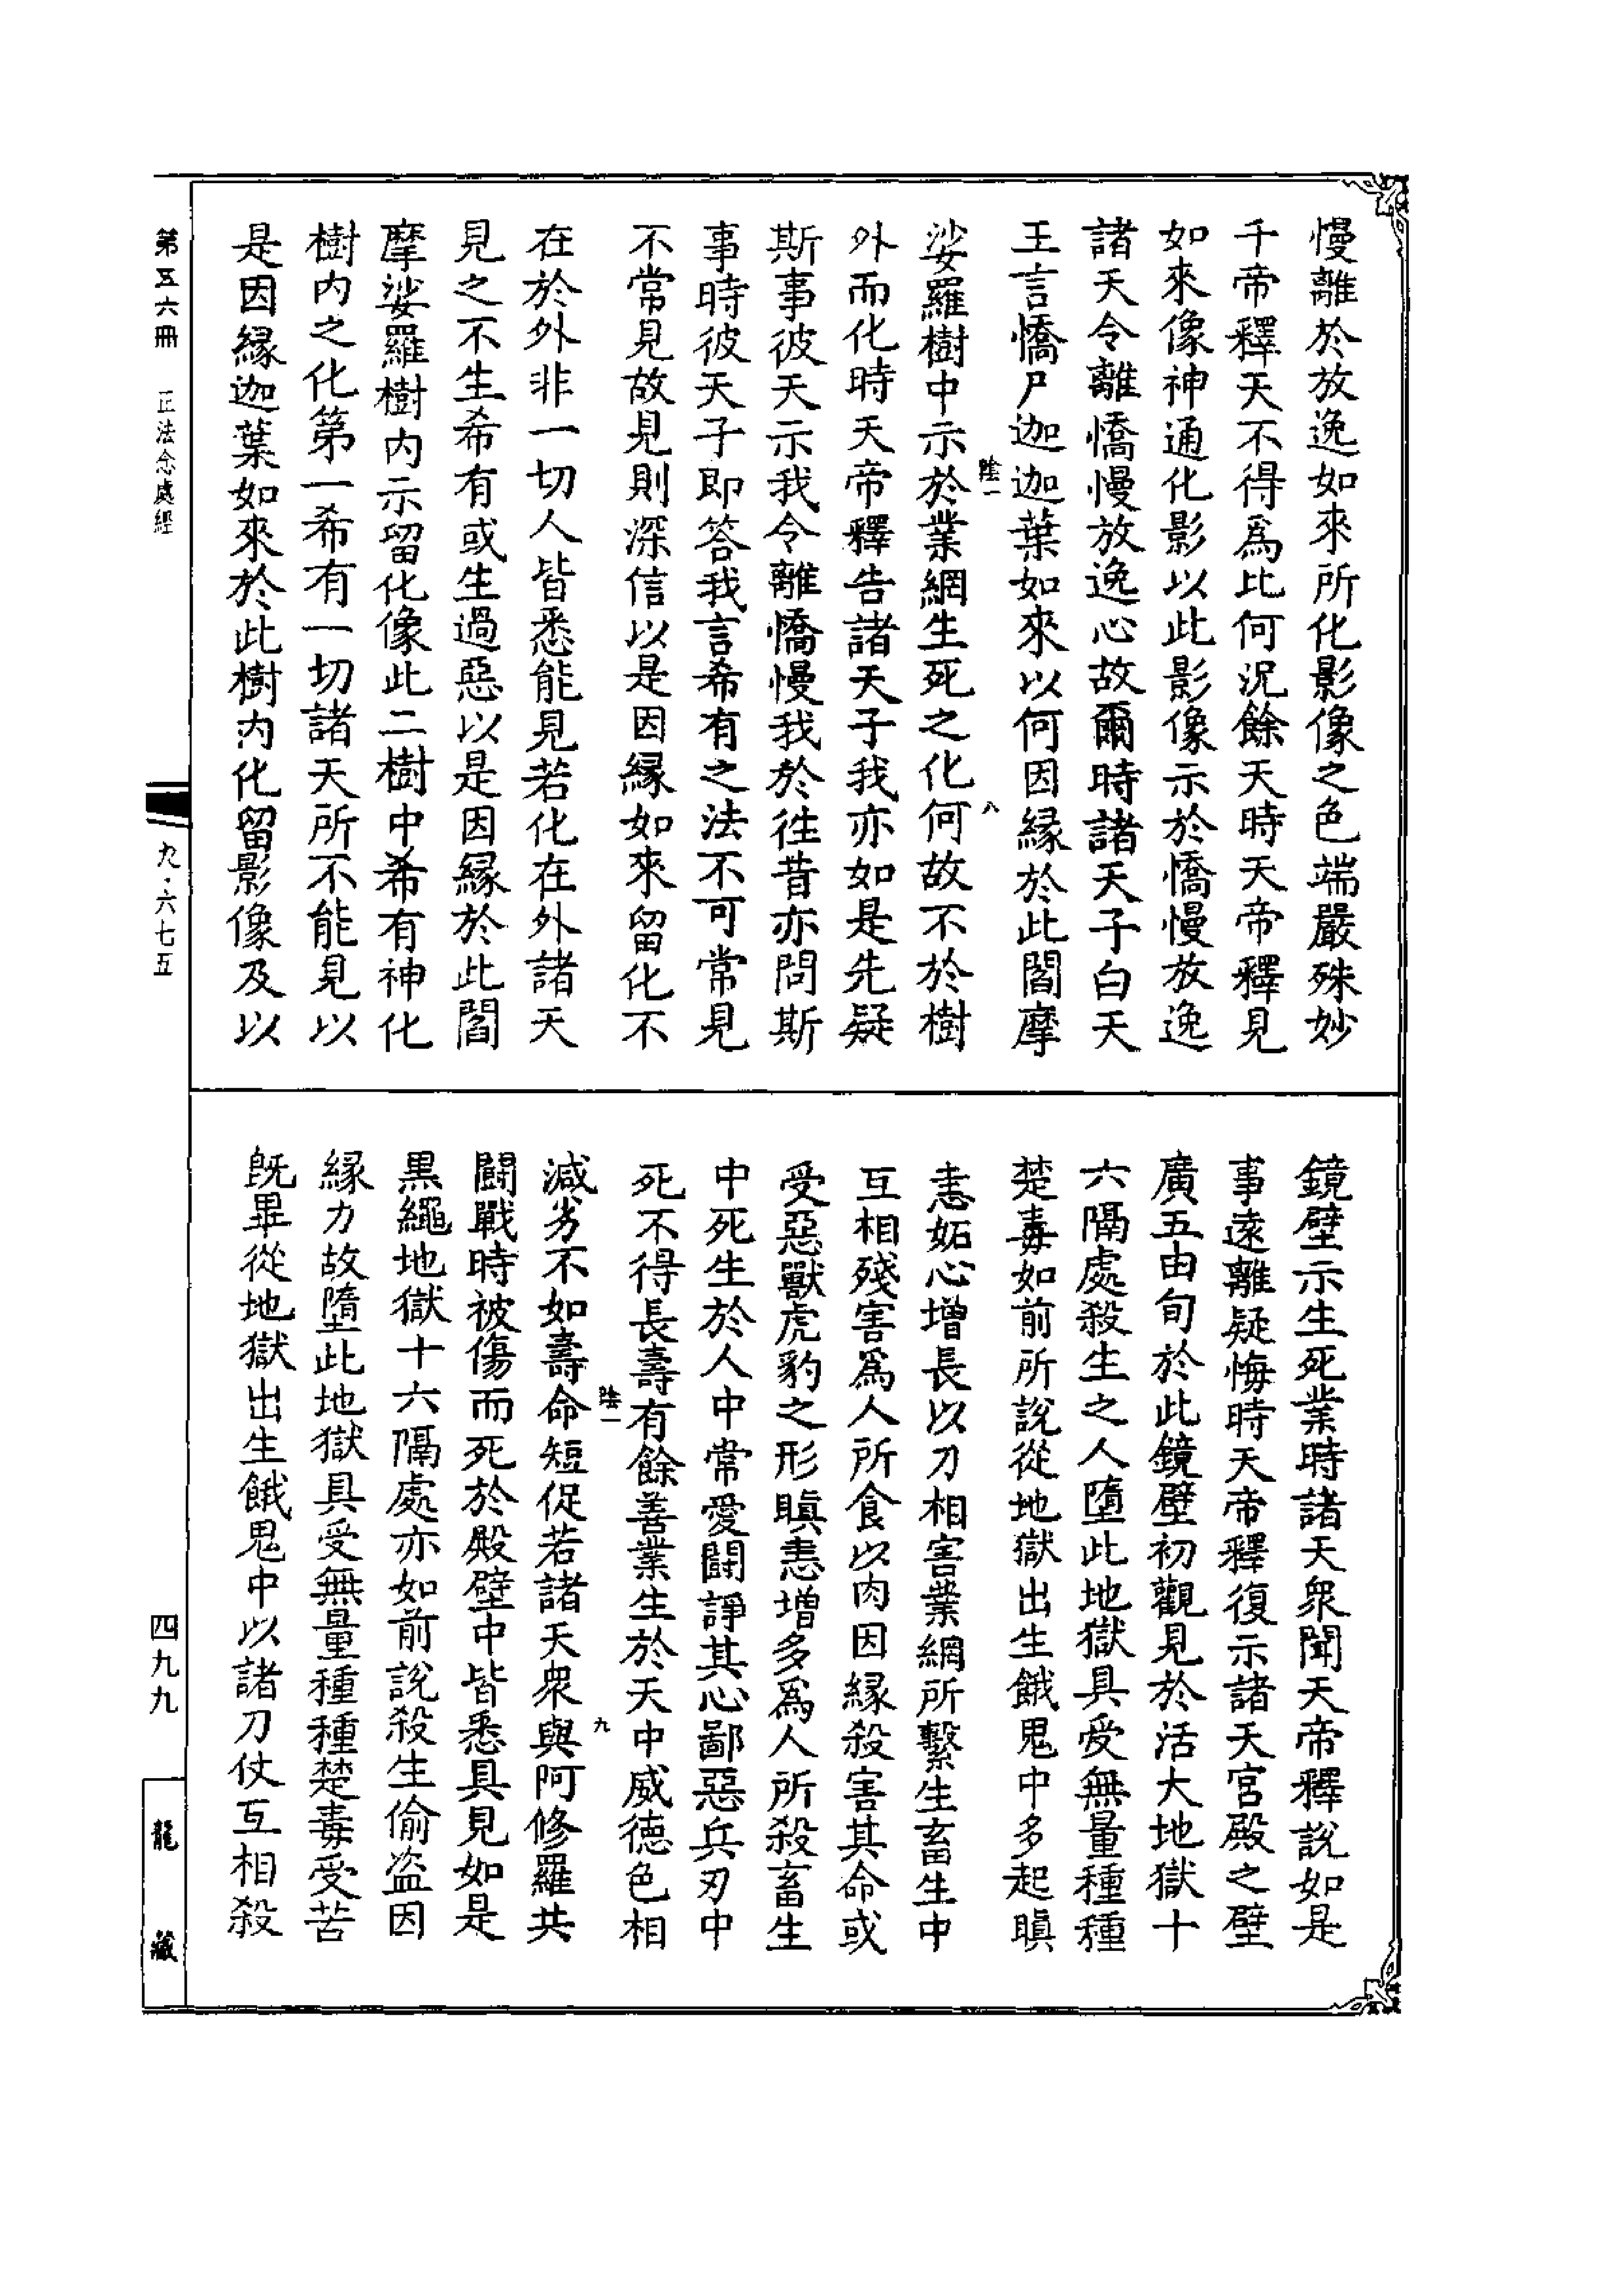 慢離於放逸如來所化影像之色端嚴殊妙
千帝釋天不得爲比何況餘天時天帝釋見
如來像神通化影以此影像示於憍慢放逸
諸天令離憍慢放逸心故爾時諸天子白天
王言憍尸迦迦葉如來以何因緣於此閻摩
陰一 八
娑羅樹中示於業網生死之化何故不於樹
外而化時天帝釋告諸天子我亦如是先疑
斯事彼天示我令離憍慢我於往昔亦問斯
事時彼天子即答我言希有之法不可常見
不常見故見則深信以是因緣如來留化不
在於外非一切人皆悉能見若化在外諸天
見之不生希有或生過惡以是因緣於此閻
摩娑羅樹內示留化像此二樹中希有神化
樹內之化第一希有一切諸天所不能見以
是因緣迦葉如來於此樹內化留影像及以
鏡壁示生死業時諸天衆聞天帝釋說如是
事遠離疑悔時天帝釋復示諸天宮殿之壁
廣五由旬於此鏡壁初觀見於活大地獄十
六隔處殺生之人墮此地獄具受無量種種
楚毒如前所說從地獄出生餓鬼中多起瞋
恚妬心增長以刀相害業網所繫生畜生中
互相殘害爲人所食以肉因緣殺害其命或
受惡獸虎豹之形瞋恚增多爲人所殺畜生
中死生於人中常愛鬪諍其心鄙惡兵刃中
死不得長壽有餘善業生於天中威德色相
陰一 九
減劣不如壽命短促若諸天衆與阿修羅共
鬪戰時被傷而死於殿壁中皆悉具見如是
黑繩地獄十六隔處亦如前說殺生偷盜因
緣力故墮此地獄具受無量種種楚毒受苦
旣畢從地獄出生餓鬼中以諸刀仗互相殺
第五六冊 正法念處經
九·六七五
四九九
龍藏